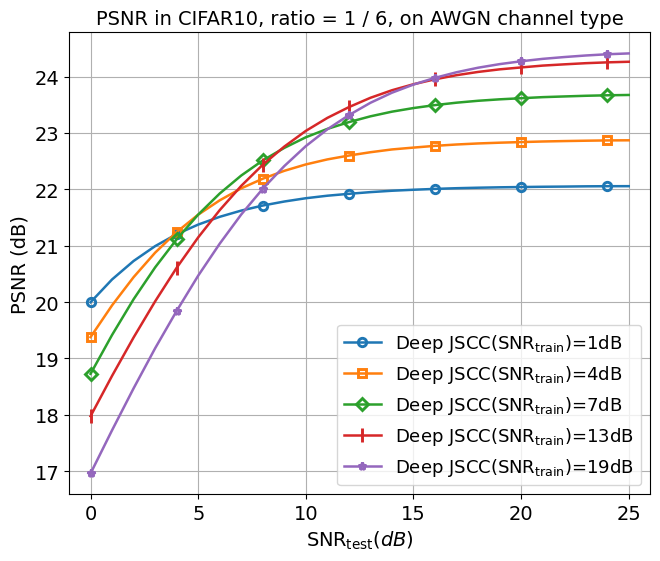 PSNR in CIFAR10, ratio = 1 / 6, on AWGN channel type
PSNR (dB)
24
23
22
21
20
19
18
17
Deep JSCC(SNR_train)=1dB
Deep JSCC(SNR_train)=4dB
Deep JSCC(SNR_train)=7dB
Deep JSCC(SNR_train)=13dB
Deep JSCC(SNR_train)=19dB
0 5 10 15 20 25
SNR_test(dB)